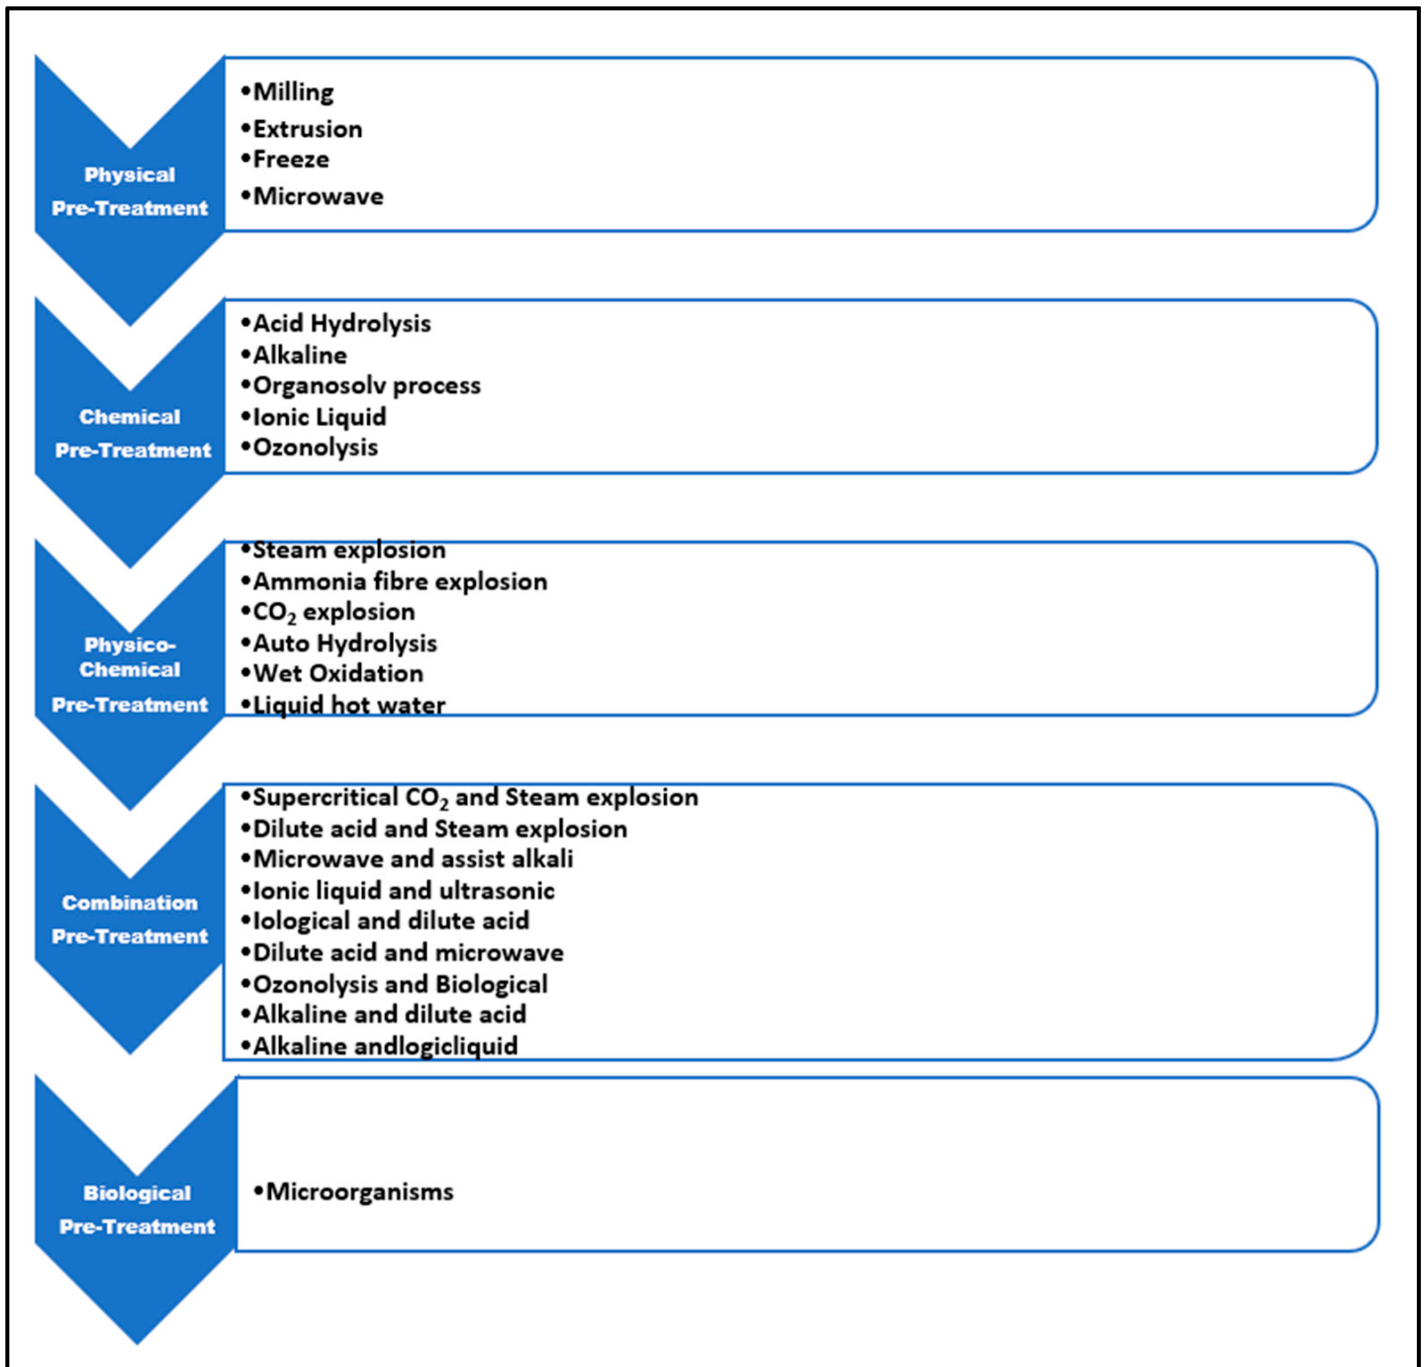 Physical
Pre-Treatment
•Milling
•Extrusion
•Freeze
•Microwave
Chemical
Pre-Treatment
•Acid Hydrolysis
•Alkaline
•Organosolv process
•Ionic Liquid
•Ozonolysis
Physico-
Chemical
Pre-Treatment
•Steam explosion
•Ammonia fibre explosion
•CO₂ explosion
•Auto Hydrolysis
•Wet Oxidation
•Liquid hot water
Combination
Pre-Treatment
•Supercritical CO₂ and Steam explosion
•Dilute acid and Steam explosion
•Microwave and assist alkali
•Ionic liquid and ultrasonic
•Iological and dilute acid
•Dilute acid and microwave
•Ozonolysis and Biological
•Alkaline and dilute acid
•Alkaline andlogicliquid
Biological
Pre-Treatment
•Microorganisms